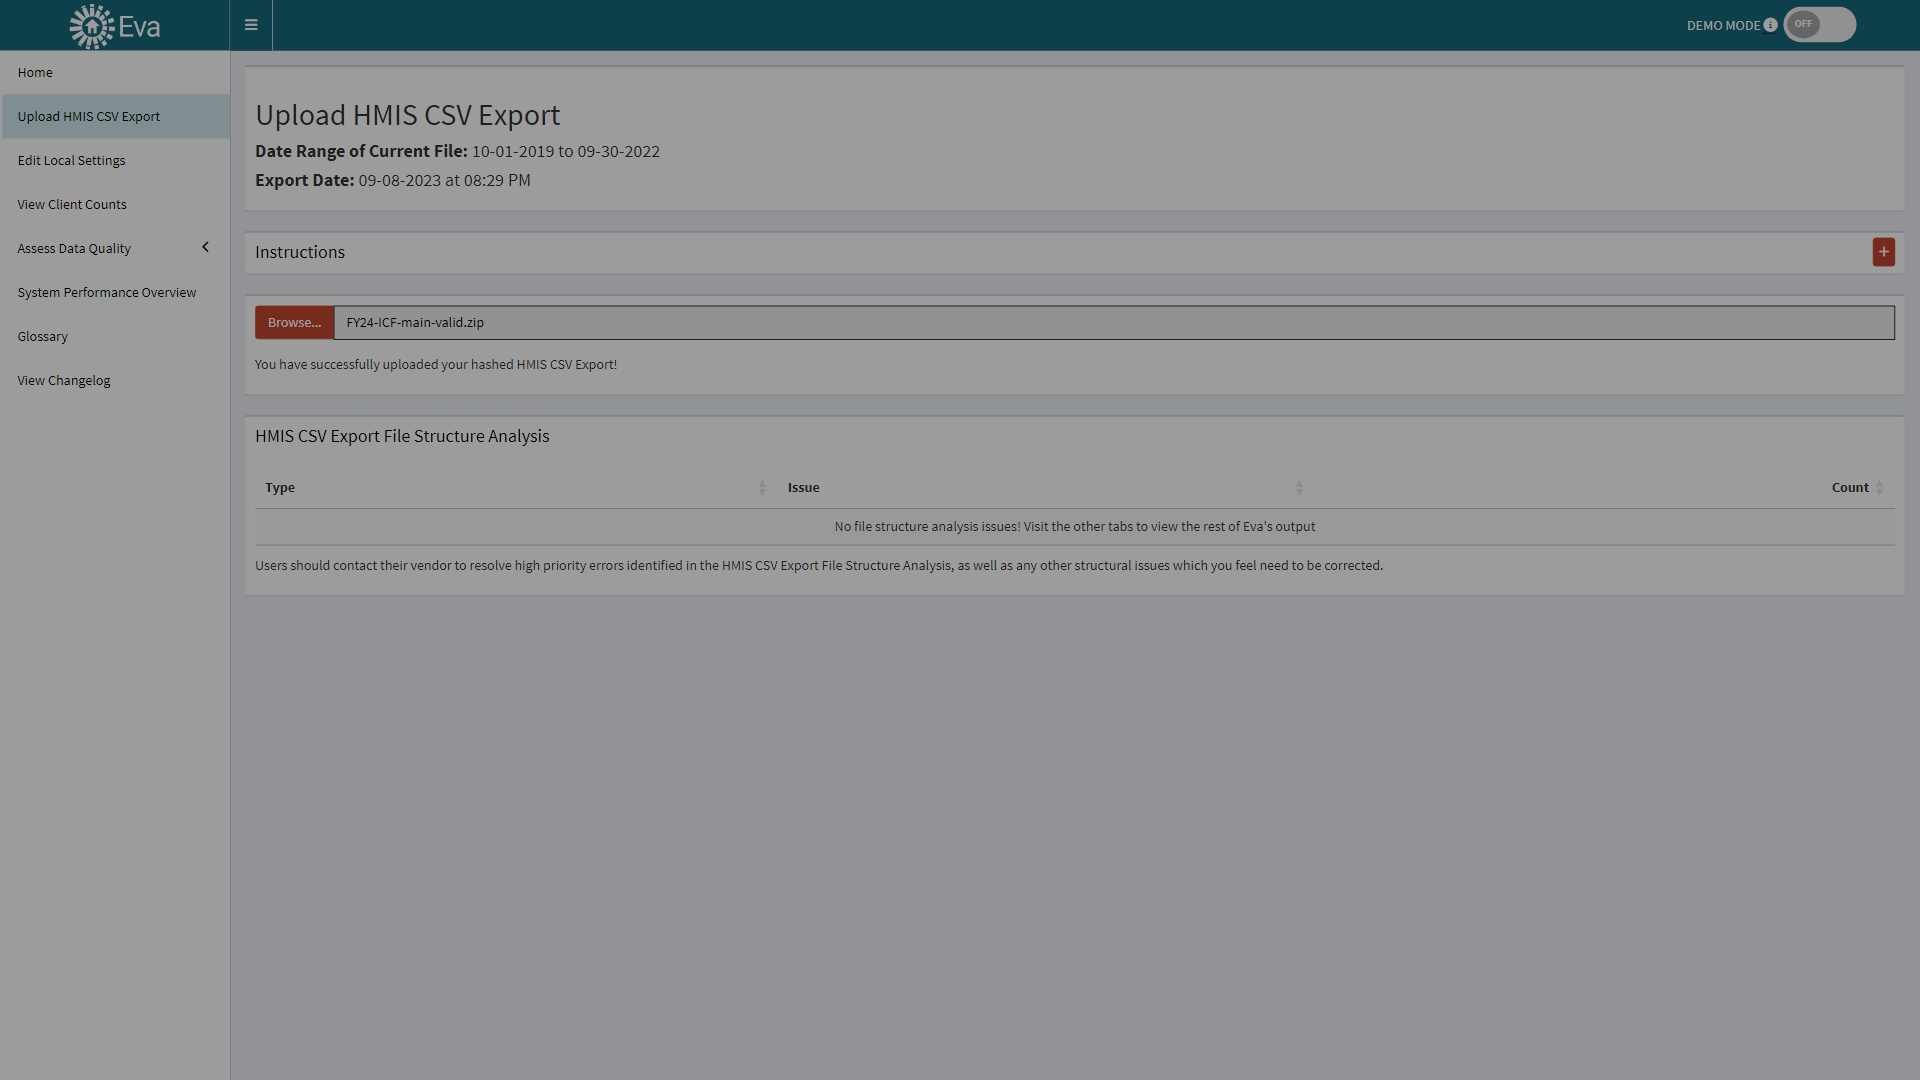 Eva
DEMO MODE
OFF
Home
Upload HMIS CSV Export
Edit Local Settings
View Client Counts
Assess Data Quality
System Performance Overview
Glossary
View Changelog
Upload HMIS CSV Export
Date Range of Current File: 10-01-2019 to 09-30-2022
Export Date: 09-08-2023 at 08:29 PM
Instructions
Browse... FY24-ICF-main-valid.zip
You have successfully uploaded your hashed HMIS CSV Export!
HMIS CSV Export File Structure Analysis
Type Issue Count
No file structure analysis issues! Visit the other tabs to view the rest of Eva's output
Users should contact their vendor to resolve high priority errors identified in the HMIS CSV Export File Structure Analysis, as well as any other structural issues which you feel need to be corrected.